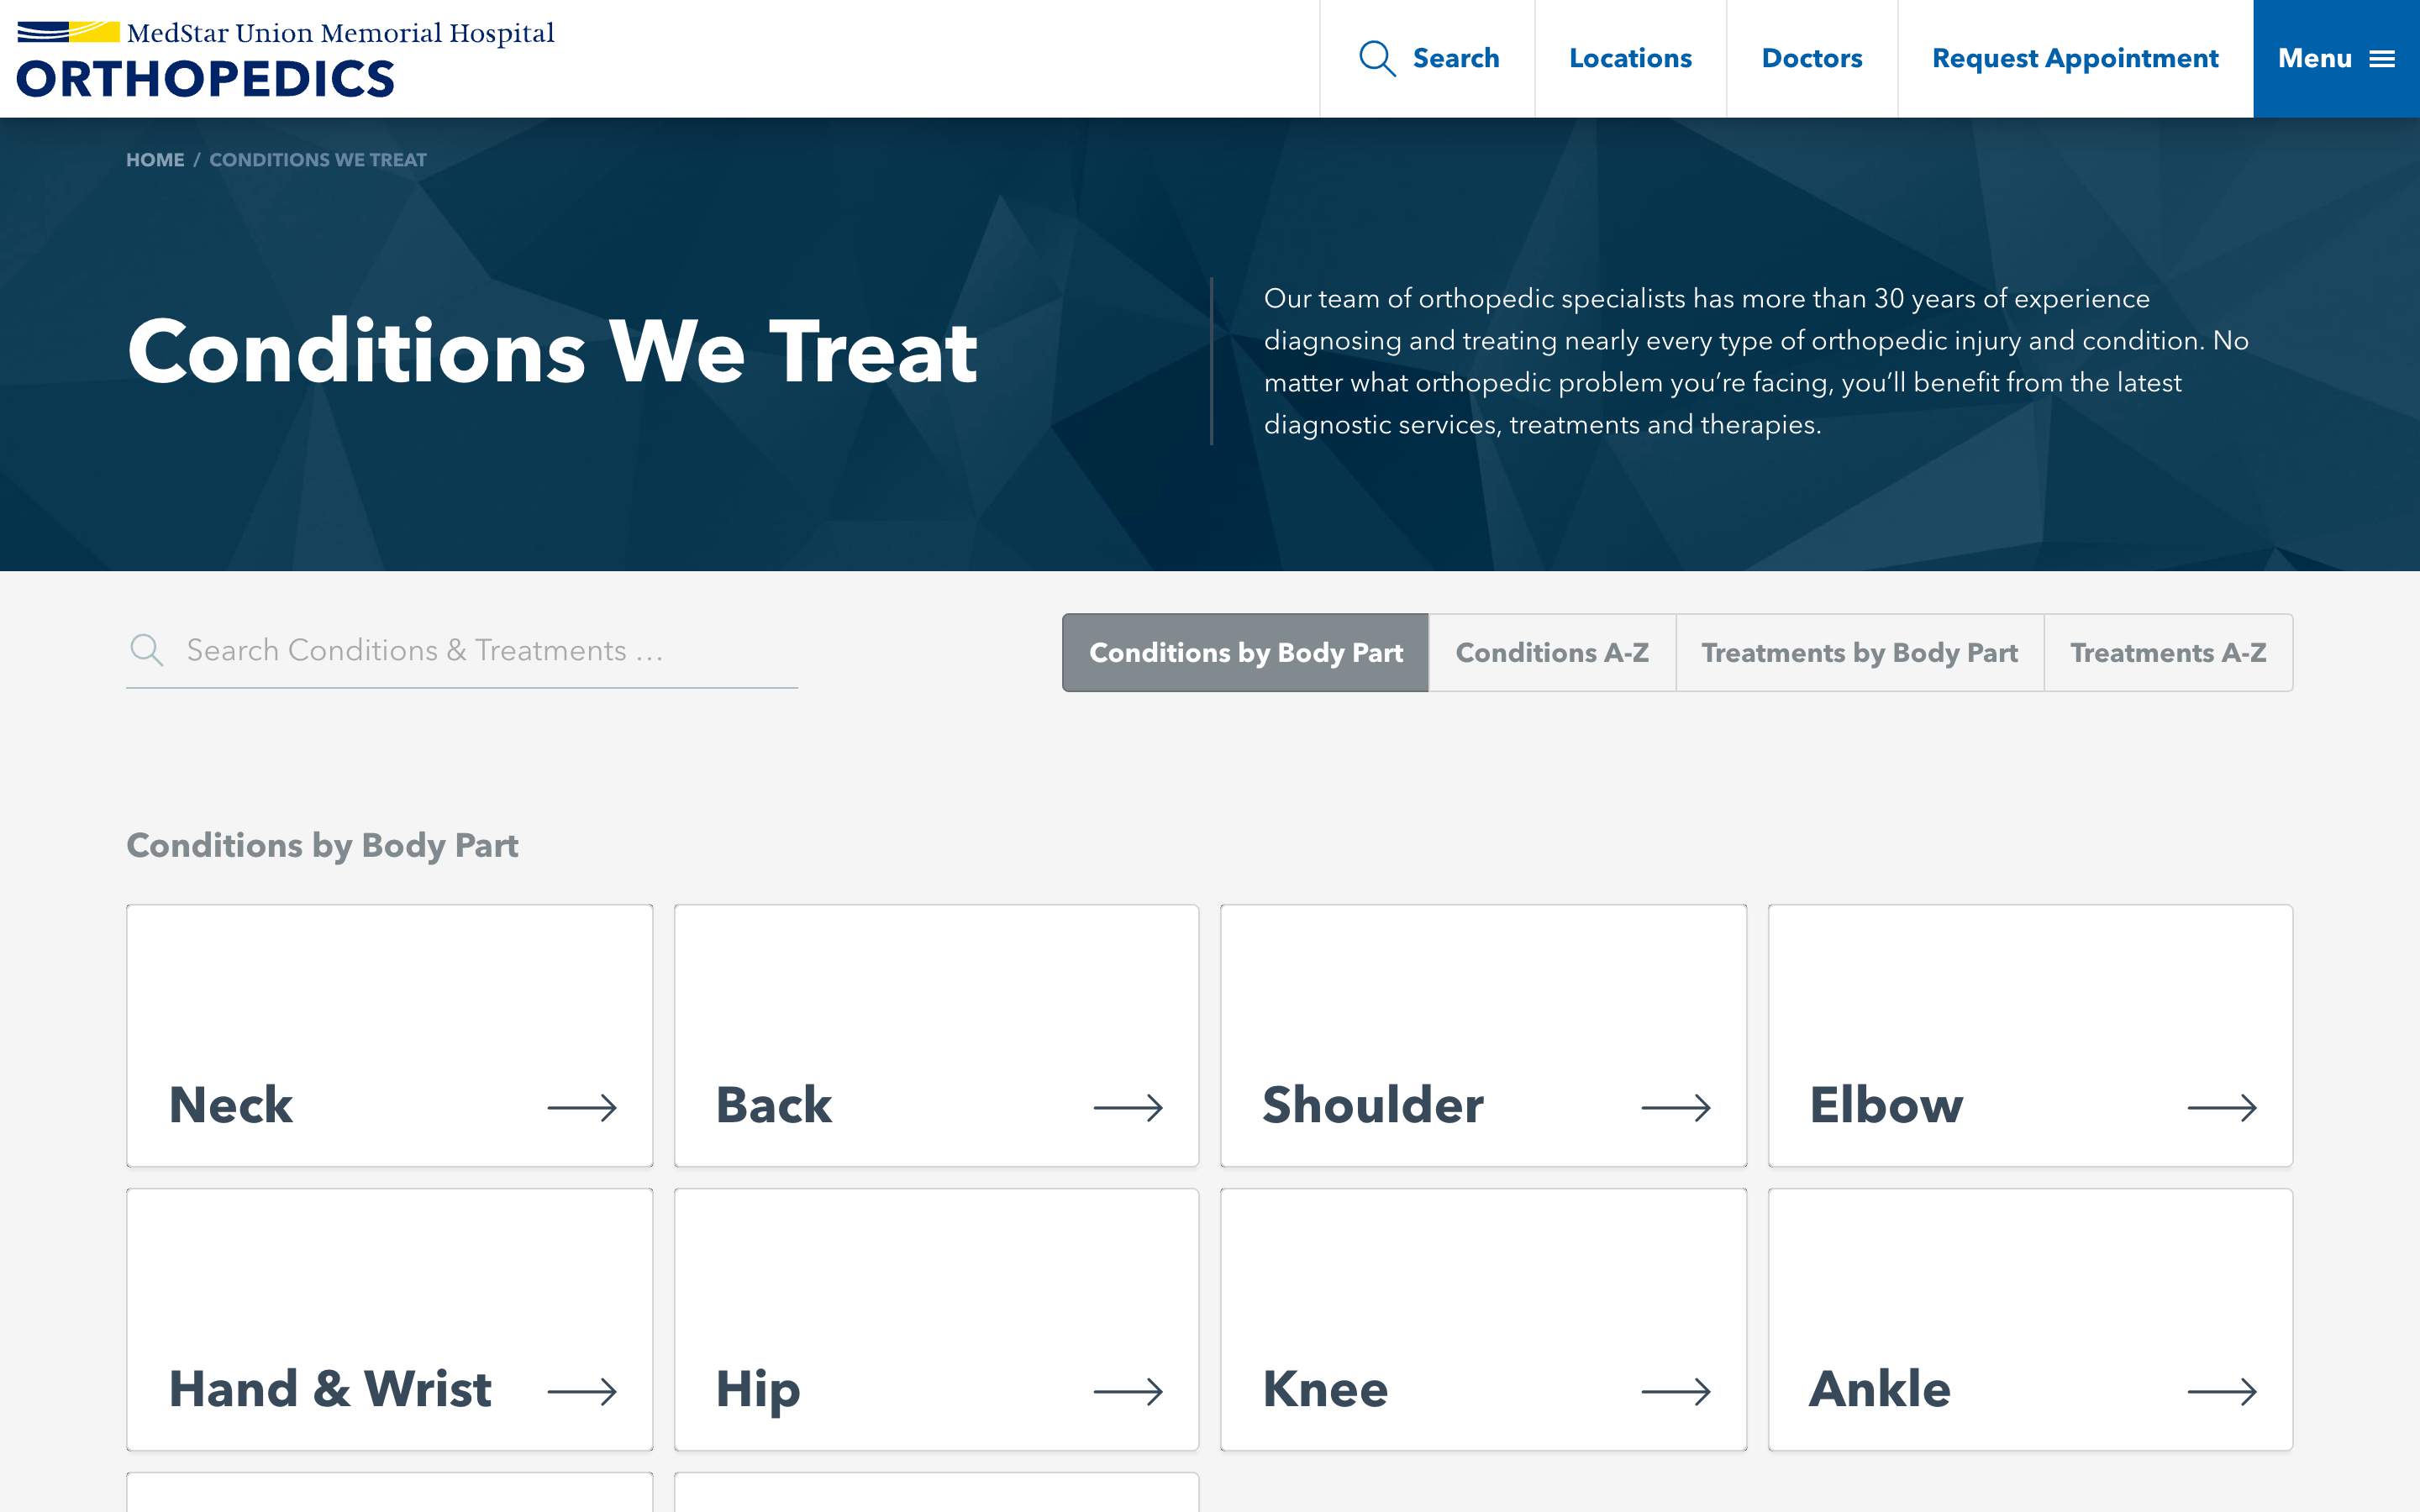 MedStar Union Memorial Hospital
ORTHOPEDICS
Search
Locations
Doctors
Request Appointment
Menu
HOME / CONDITIONS WE TREAT
Conditions We Treat
Our team of orthopedic specialists has more than 30 years of experience
diagnosing and treating nearly every type of orthopedic injury and condition. No
matter what orthopedic problem you’re facing, you’ll benefit from the latest
diagnostic services, treatments and therapies.
Search Conditions & Treatments …
Conditions by Body Part
Conditions A-Z
Treatments by Body Part
Treatments A-Z
Conditions by Body Part
Neck
Back
Shoulder
Elbow
Hand & Wrist
Hip
Knee
Ankle